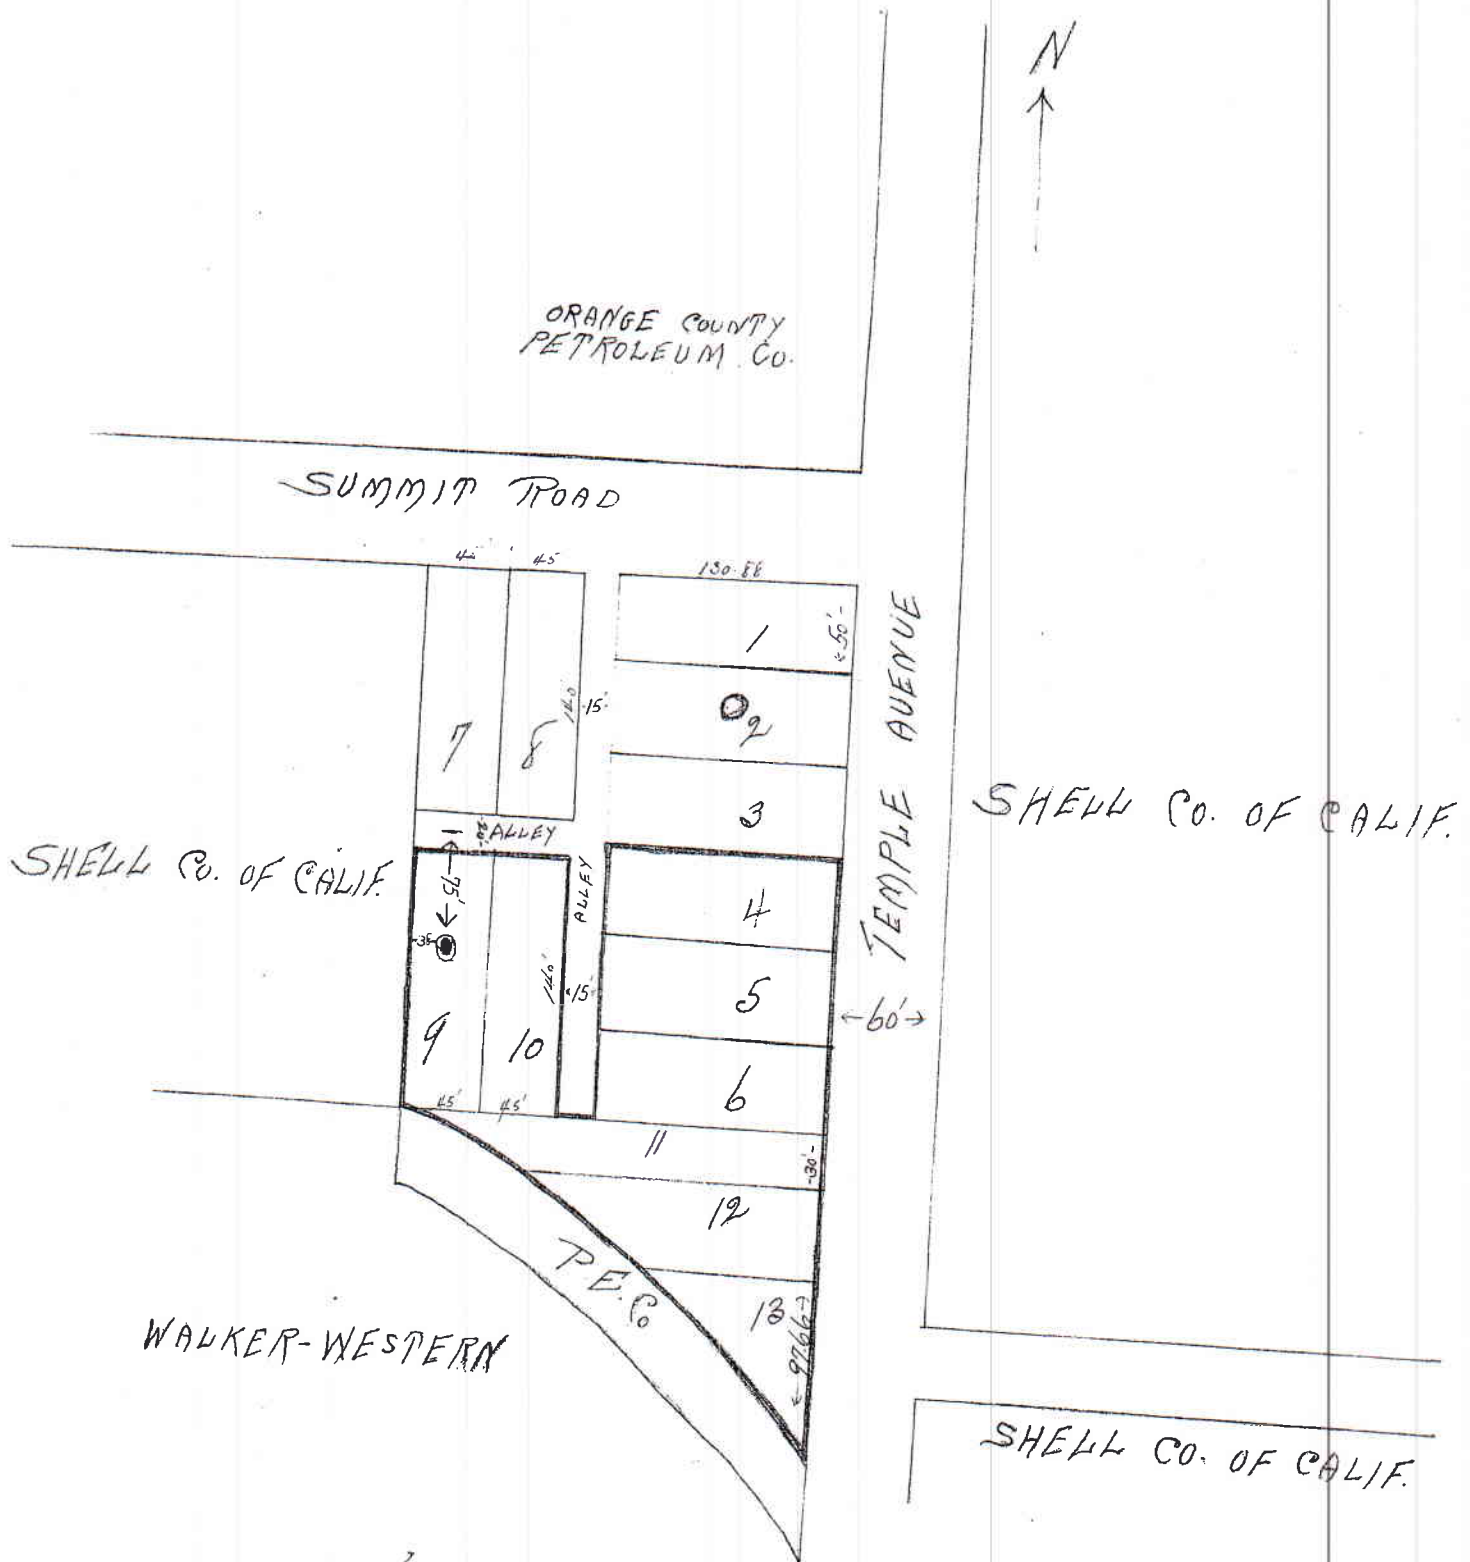 N
ORANGE COUNTY
PETROLEUM CO.
SUMMIT ROAD
45
130.88
1
50'
2
3
7
8
140'
15'
TEMPLE AVENUE
SHELL CO. OF CALIF.
20'
ALLEY
SHELL CO. OF CALIF.
75'
ALLEY
4
5
6
9
10
140'
15'
←60'→
45'
45'
11
30'
12
P.E. Co
13
97.66
WALKER-WESTERN
SHELL CO. OF CALIF.